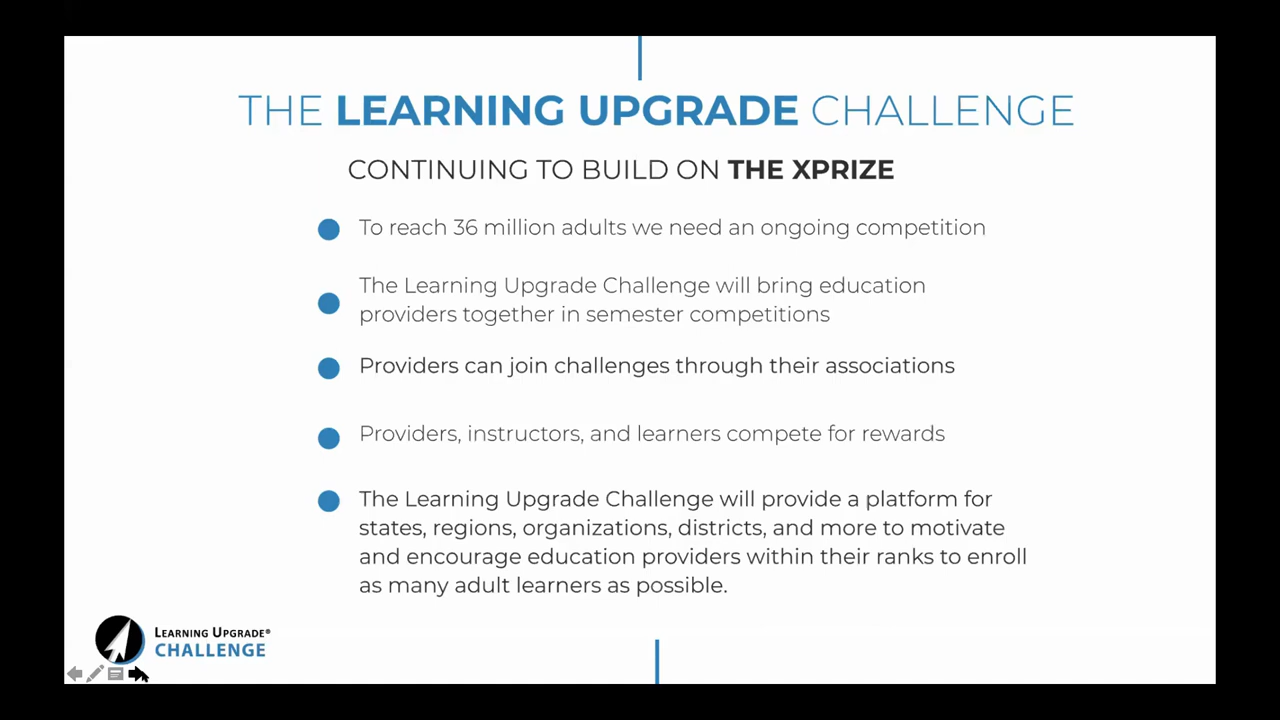 THE LEARNING UPGRADE CHALLENGE
CONTINUING TO BUILD ON THE XPRIZE
To reach 36 million adults we need an ongoing competition
The Learning Upgrade Challenge will bring education
providers together in semester competitions
Providers can join challenges through their associations
Providers, instructors, and learners compete for rewards
The Learning Upgrade Challenge will provide a platform for
states, regions, organizations, districts, and more to motivate
and encourage education providers within their ranks to enroll
as many adult learners as possible.
LEARNING UPGRADE®
CHALLENGE